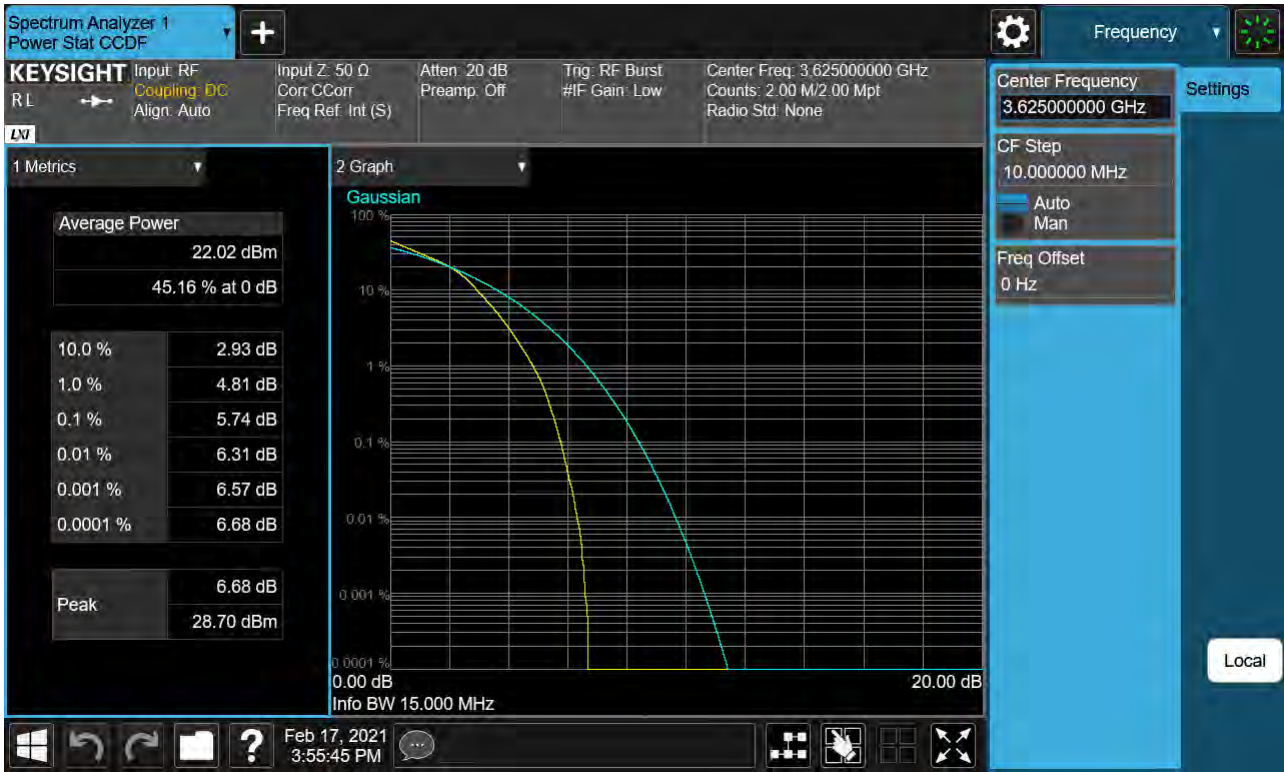 Spectrum Analyzer 1
Power Stat CCDF
+
Frequency
KEYSIGHT
R L
LXI
Input: RF
Coupling: DC
Align: Auto
Input Z: 50 Ω
Corr CCorr
Freq Ref: Int (S)
Atten: 20 dB
Preamp: Off
Trig: RF Burst
#IF Gain: Low
Center Freq: 3.625000000 GHz
Counts: 2.00 M/2.00 Mpt
Radio Std: None
Center Frequency
3.625000000 GHz
Settings
CF Step
10.000000 MHz
Auto
Man
Freq Offset
0 Hz
1 Metrics
Average Power
22.02 dBm
45.16 % at 0 dB
10.0 % 2.93 dB
1.0 % 4.81 dB
0.1 % 5.74 dB
0.01 % 6.31 dB
0.001 % 6.57 dB
0.0001 % 6.68 dB
Peak
6.68 dB
28.70 dBm
2 Graph
Gaussian
100 %
10 %
1 %
0.1 %
0.01 %
0.001 %
0.0001 %
0.00 dB 20.00 dB
Info BW 15.000 MHz
Local
?
Feb 17, 2021
3:55:45 PM